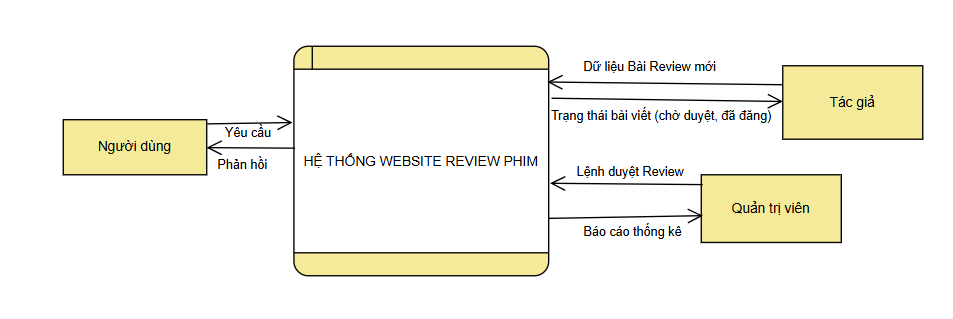 Người dùng
Yêu cầu
Phản hồi
HỆ THỐNG WEBSITE REVIEW PHIM
Dữ liệu Bài Review mới
Trạng thái bài viết (chờ duyệt, đã đăng)
Tác giả
Lệnh duyệt Review
Báo cáo thống kê
Quản trị viên